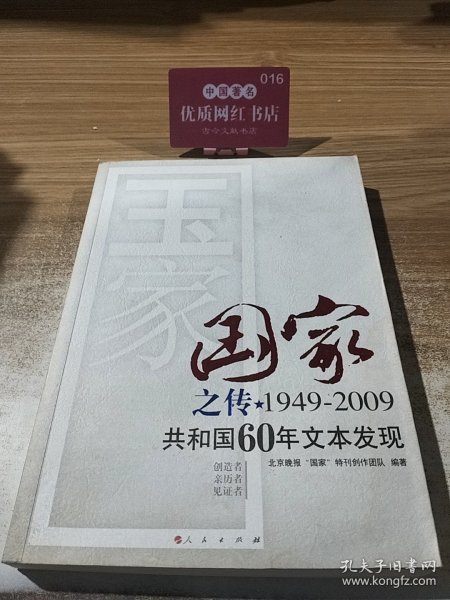 016
中国著名
优质网红书店
古今文献书店
国家
国家
之传★1949-2009
共和国60年文本发现
北京晚报“国家”特刊创作团队 编著
创造者
亲历者
见证者
人民出版社
孔夫子旧书网
www.kongfz.com